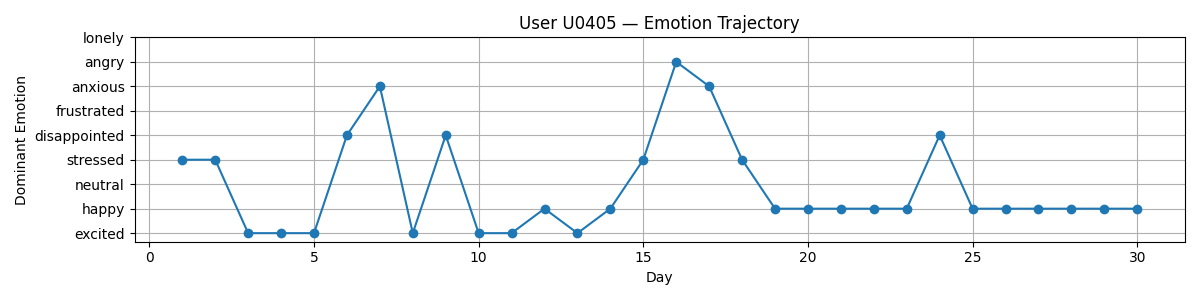 User U0405 — Emotion Trajectory
Dominant Emotion
lonely
angry
anxious
frustrated
disappointed
stressed
neutral
happy
excited
0 5 10 15 20 25 30
Day